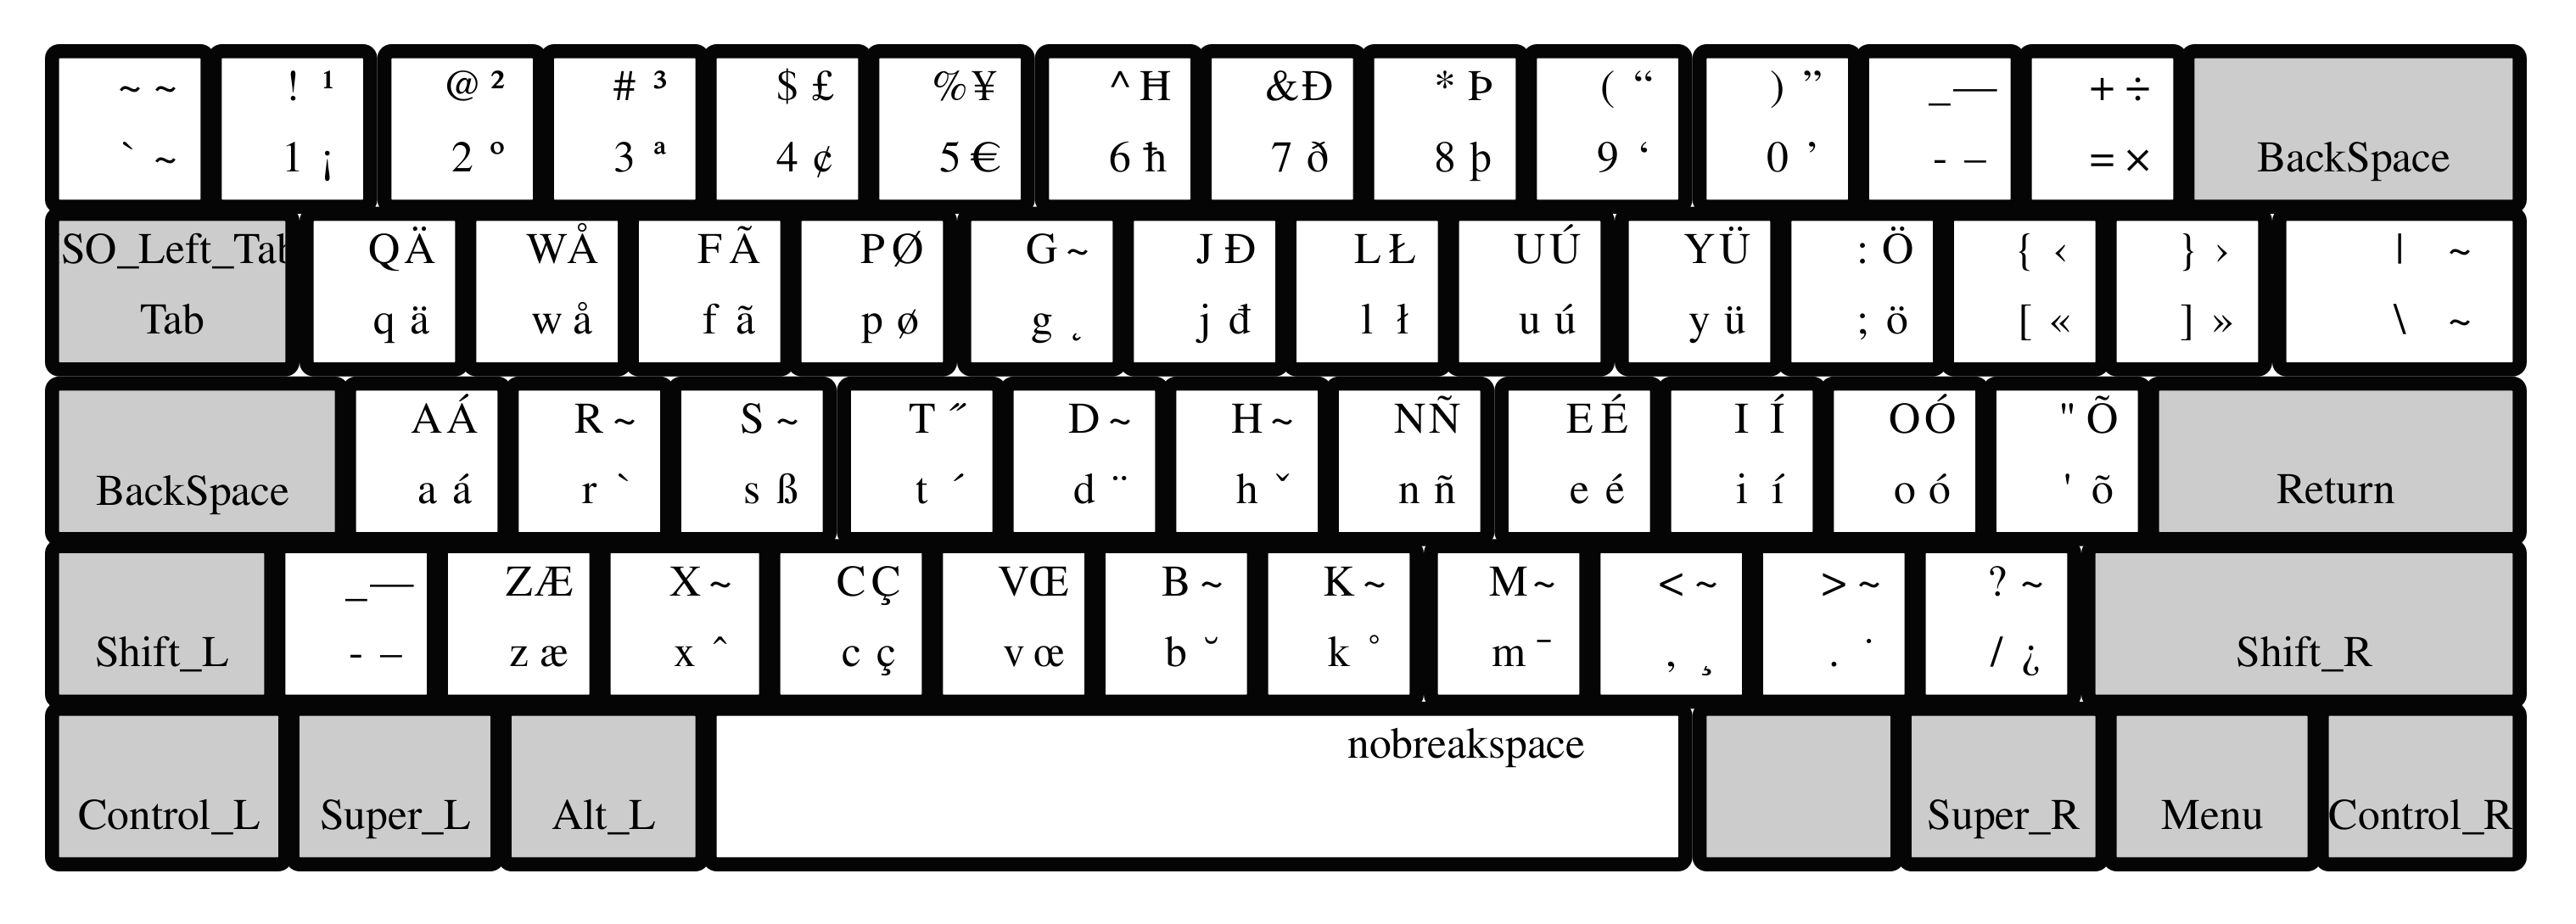 ~ ~ ! ¹ @ ² # ³ $ £ % ¥ ^ Ħ & Ð * Þ ( “ ) ” _ — + ÷
` ~ 1 ¡ 2 º 3 ª 4 ¢ 5 € 6 ħ 7 ð 8 þ 9 ‘ 0 ’ - – = × BackSpace
SO_Left_Tab Q Ä W Å F Ã P Ø G ~ J Đ L Ł U Ú Y Ü : Ö { ‹ } › | ~
Tab q ä w å f ã p ø g ˛ j đ l ł u ú y ü ; ö [ « ] » \ ~
A Á R ~ S ~ T ˝ D ~ H ~ N Ñ E É I Í O Ó " Õ
BackSpace a á r ` s ß t ´ d ¨ h ˇ n ñ e é i í o ó ' õ Return
_ — Z Æ X ~ C Ç V Œ B ~ K ~ M ~ < ~ > ~ ? ~
Shift_L - – z æ x ^ c ç v œ b ˘ k ° m ¯ , ¸ . ˙ / ¿ Shift_R
nobreakspace
Control_L Super_L Alt_L Super_R Menu Control_R